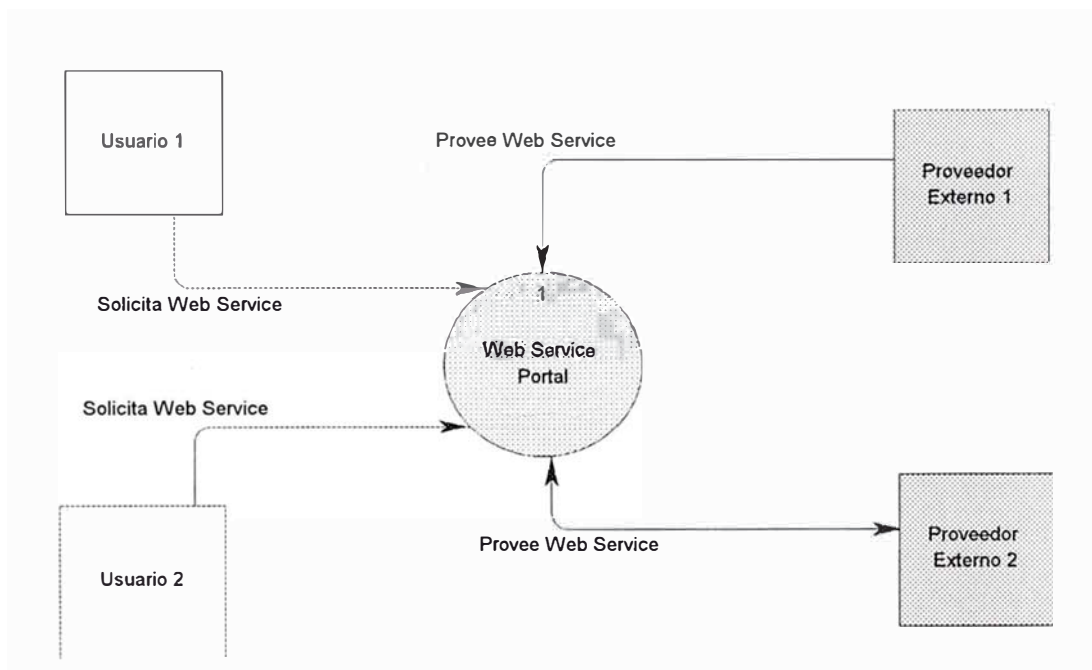 Usuario 1
Provee Web Service
Proveedor
Externo 1
Solicita Web Service
1
Web Service
Portal
Solicita Web Service
Provee Web Service
Proveedor
Externo 2
Usuario 2